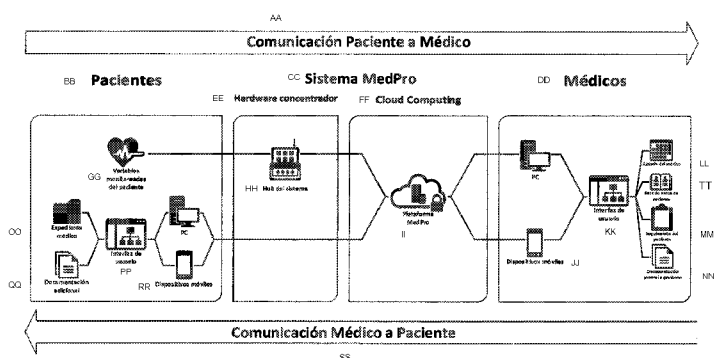 AA
Comunicación Paciente a Médico
BB Pacientes
CC Sistema MedPro
DD Médicos
EE Hardware concentrador
FF Cloud Computing
GG
Variables
monitoreadas
del paciente
HH
Hub del sistema
OO
Expediente
médico
QQ
Documentación
adicional
PP
Interfaz de
usuario
PC
RR
Dispositivos móviles
Plataforma
MedPro
II
PC
Dispositivos móviles
JJ
Interfaz de
usuario
KK
LL
TT
MM
NN
Comunicación Médico a Paciente
SS